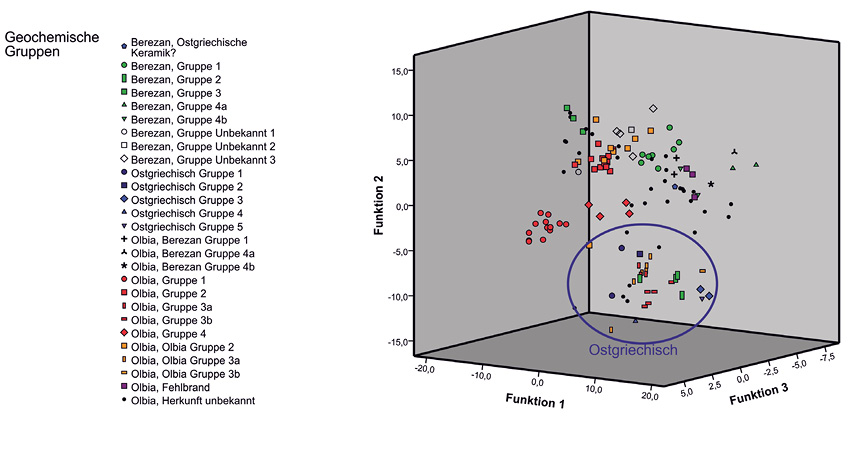 Geochemische
Gruppen
Berezan, Ostgriechische
Keramik?
Berezan, Gruppe 1
Berezan, Gruppe 2
Berezan, Gruppe 3
Berezan, Gruppe 4a
Berezan, Gruppe 4b
Berezan, Gruppe Unbekannt 1
Berezan, Gruppe Unbekannt 2
Berezan, Gruppe Unbekannt 3
Ostgriechisch Gruppe 1
Ostgriechisch Gruppe 2
Ostgriechisch Gruppe 3
Ostgriechisch Gruppe 4
Ostgriechisch Gruppe 5
Olbia, Berezan Gruppe 1
Olbia, Berezan Gruppe 4a
Olbia, Berezan Gruppe 4b
Olbia, Gruppe 1
Olbia, Gruppe 2
Olbia, Gruppe 3a
Olbia, Gruppe 3b
Olbia, Gruppe 4
Olbia, Olbia Gruppe 2
Olbia, Olbia Gruppe 3a
Olbia, Olbia Gruppe 3b
Olbia, Fehlbrand
Olbia, Herkunft unbekannt
Funktion 2
15,0
10,0
5,0
0,0
-5,0
-10,0
-15,0
Ostgriechisch
-20,0
-10,0
0,0
10,0
20,0
Funktion 1
5,0
2,5
0,0
-2,5
-5,0
-7,5
Funktion 3